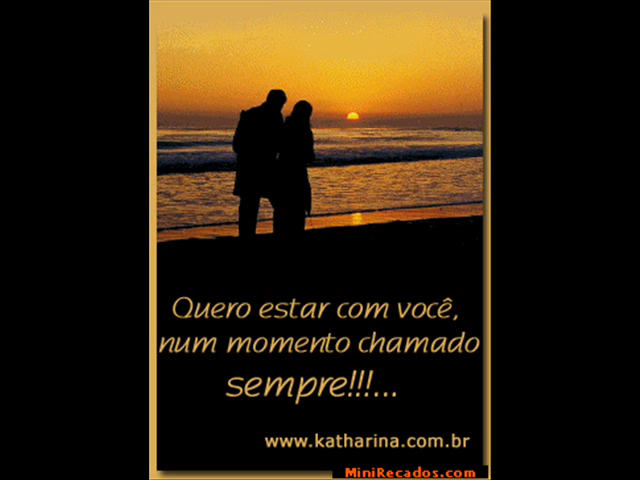 Quero estar com você,
num momento chamado
sempre!!!...
www.katharina.com.br
MiniRecados.com